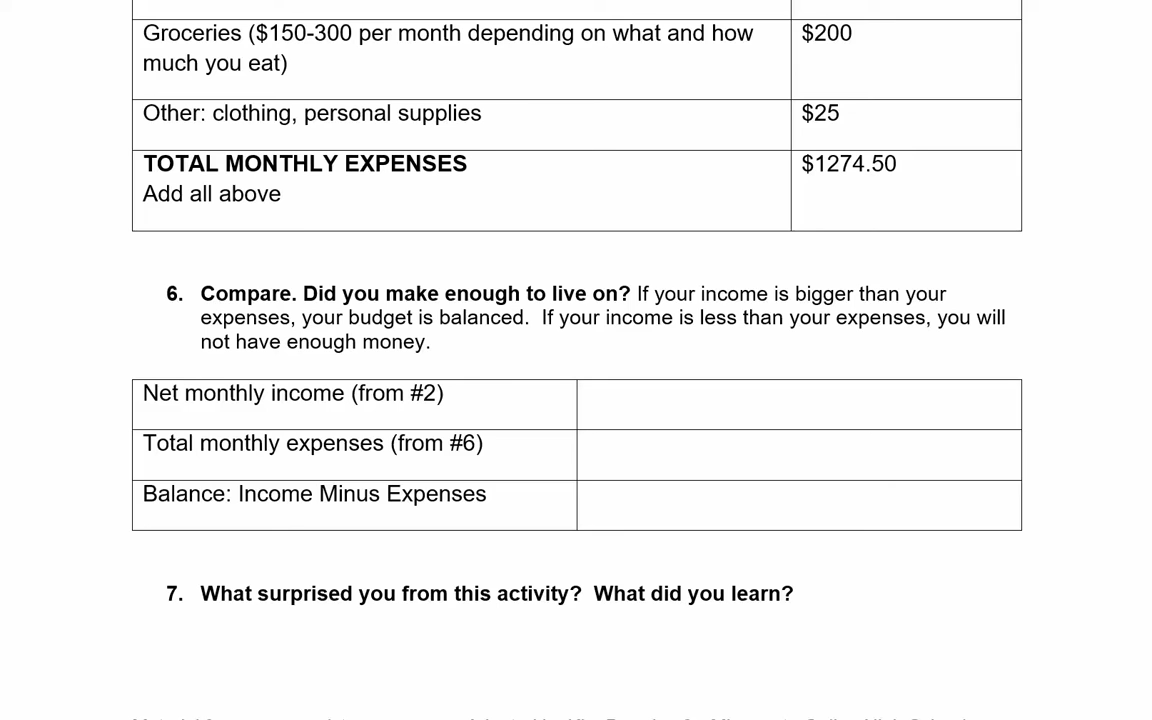 Groceries ($150-300 per month depending on what and how
much you eat)
$200
Other: clothing, personal supplies
$25
TOTAL MONTHLY EXPENSES
Add all above
$1274.50
6. Compare. Did you make enough to live on? If your income is bigger than your
expenses, your budget is balanced.  If your income is less than your expenses, you will
not have enough money.
Net monthly income (from #2)
Total monthly expenses (from #6)
Balance: Income Minus Expenses
7. What surprised you from this activity?  What did you learn?